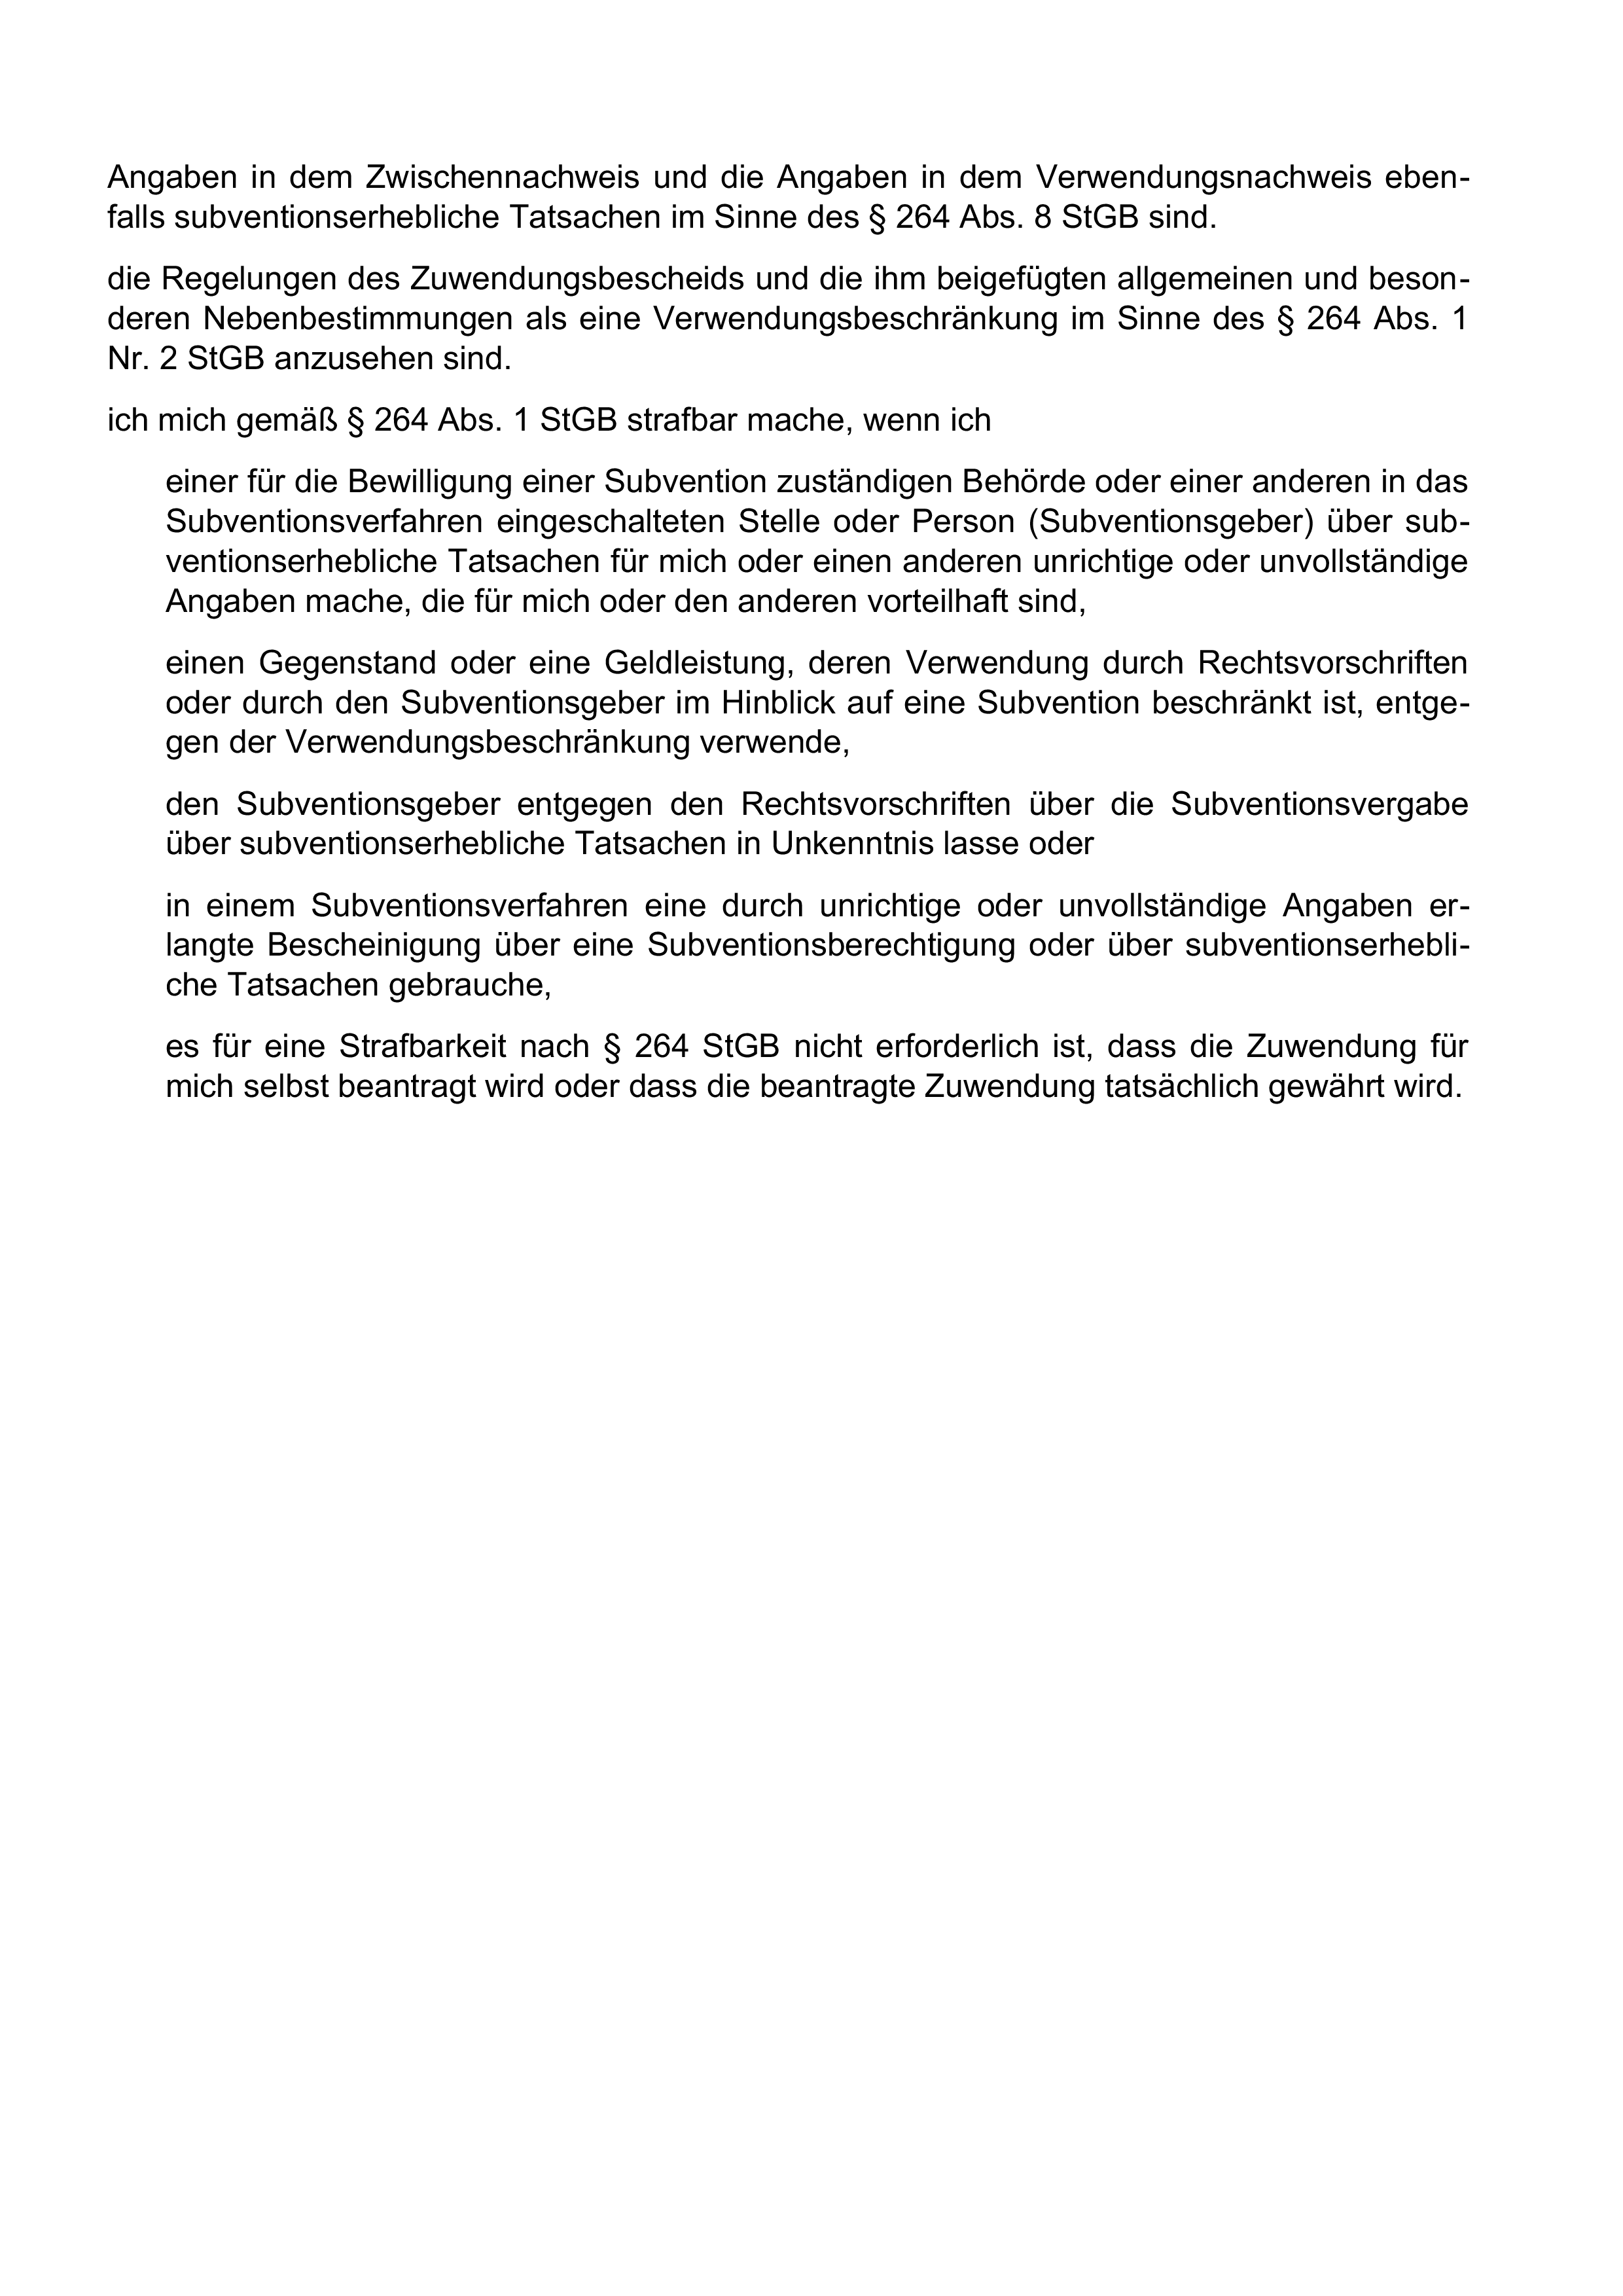 Angaben in dem Zwischennachweis und die Angaben in dem Verwendungsnachweis eben-
falls subventionserhebliche Tatsachen im Sinne des § 264 Abs. 8 StGB sind.
die Regelungen des Zuwendungsbescheids und die ihm beigefügten allgemeinen und beson-
deren Nebenbestimmungen als eine Verwendungsbeschränkung im Sinne des § 264 Abs. 1
Nr. 2 StGB anzusehen sind.
ich mich gemäß § 264 Abs. 1 StGB strafbar mache, wenn ich
einer für die Bewilligung einer Subvention zuständigen Behörde oder einer anderen in das
Subventionsverfahren eingeschalteten Stelle oder Person (Subventionsgeber) über sub-
ventionserhebliche Tatsachen für mich oder einen anderen unrichtige oder unvollständige
Angaben mache, die für mich oder den anderen vorteilhaft sind,
einen Gegenstand oder eine Geldleistung, deren Verwendung durch Rechtsvorschriften
oder durch den Subventionsgeber im Hinblick auf eine Subvention beschränkt ist, entge-
gen der Verwendungsbeschränkung verwende,
den Subventionsgeber entgegen den Rechtsvorschriften über die Subventionsvergabe
über subventionserhebliche Tatsachen in Unkenntnis lasse oder
in einem Subventionsverfahren eine durch unrichtige oder unvollständige Angaben er-
langte Bescheinigung über eine Subventionsberechtigung oder über subventionserhebli-
che Tatsachen gebrauche,
es für eine Strafbarkeit nach § 264 StGB nicht erforderlich ist, dass die Zuwendung für
mich selbst beantragt wird oder dass die beantragte Zuwendung tatsächlich gewährt wird.